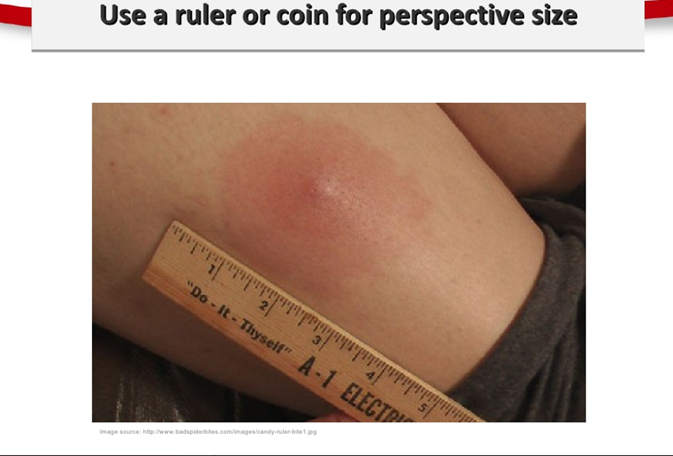 Use a ruler or coin for perspective size
1
2
3
4
5
"Do - It - Thyself"
A-1 ELECTRIC
Image source: http://www.badspiderbites.com/images/candy-ruler-bite1.jpg